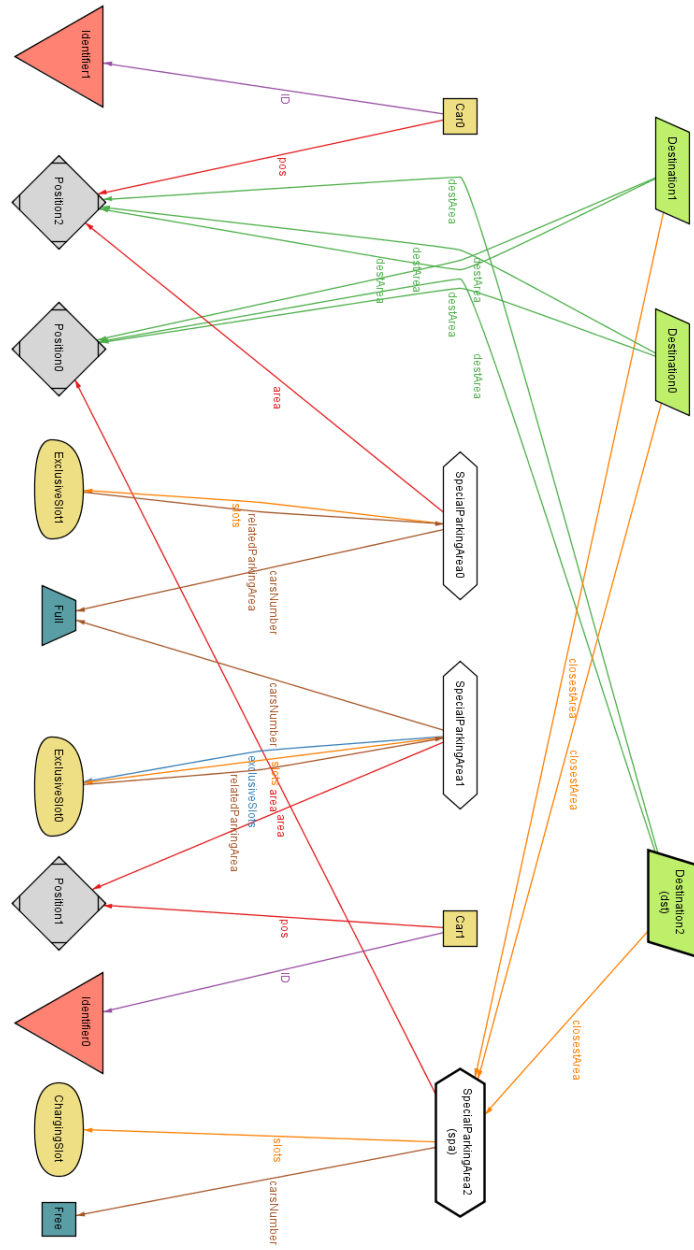 Destination1
Destination0
Destination2
(dst)
closestArea
closestArea
closestArea
destArea
destArea
destArea
destArea
destArea
destArea
Car0
SpecialParkingArea0
SpecialParkingArea1
Car1
SpecialParkingArea2
(spa)
ID
pos
area
slots
relatedParkingArea
carsNumber
carsNumber
slots
exclusiveSlots
relatedParkingArea
area
area
pos
ID
slots
carsNumber
Identifier1
Position2
Position0
ExclusiveSlot1
Full
ExclusiveSlot0
Position1
Identifier0
ChargingSlot
Free